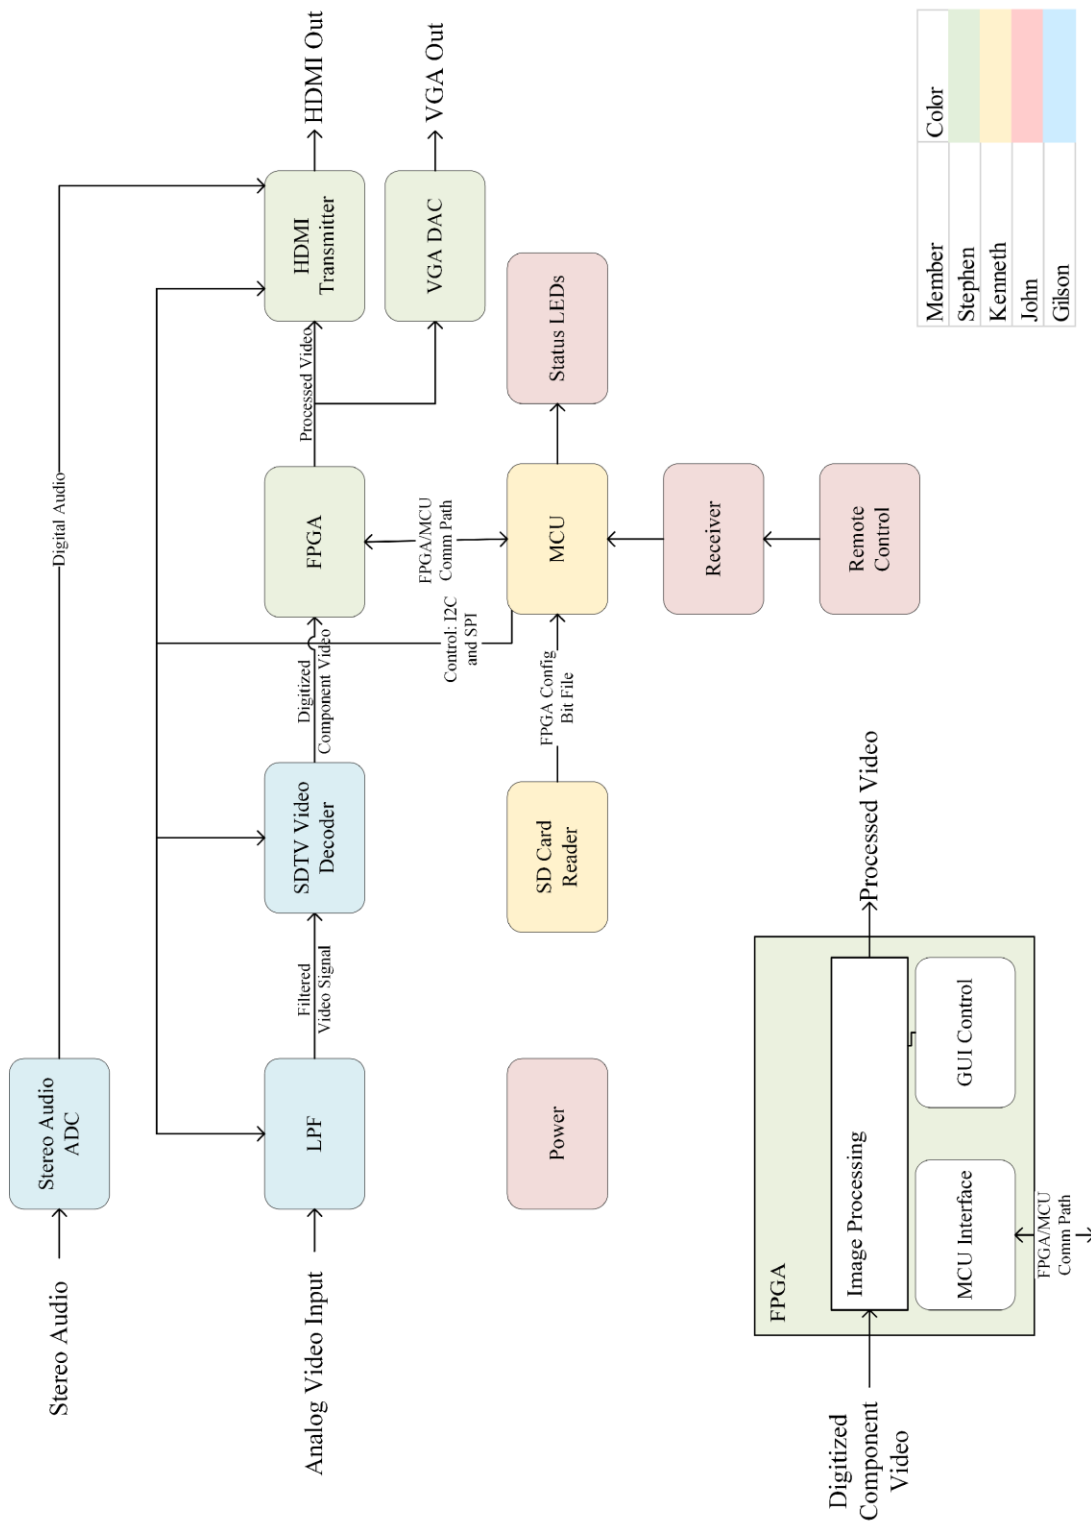 Stereo Audio
Stereo Audio
ADC
Digital Audio
Analog Video Input
LPF
Filtered
Video Signal
SDTV Video
Decoder
Digitized
Component Video
FPGA
Processed Video
HDMI
Transmitter
HDMI Out
VGA DAC
VGA Out
Control: I2C
and SPI
FPGA/MCU
Comm Path
Power
SD Card
Reader
FPGA Config
Bit File
MCU
Status LEDs
Receiver
Remote
Control
Digitized
Component
Video
FPGA
Image Processing
MCU Interface
GUI Control
FPGA/MCU
Comm Path
Processed Video
Member Color
Stephen
Kenneth
John
Gilson